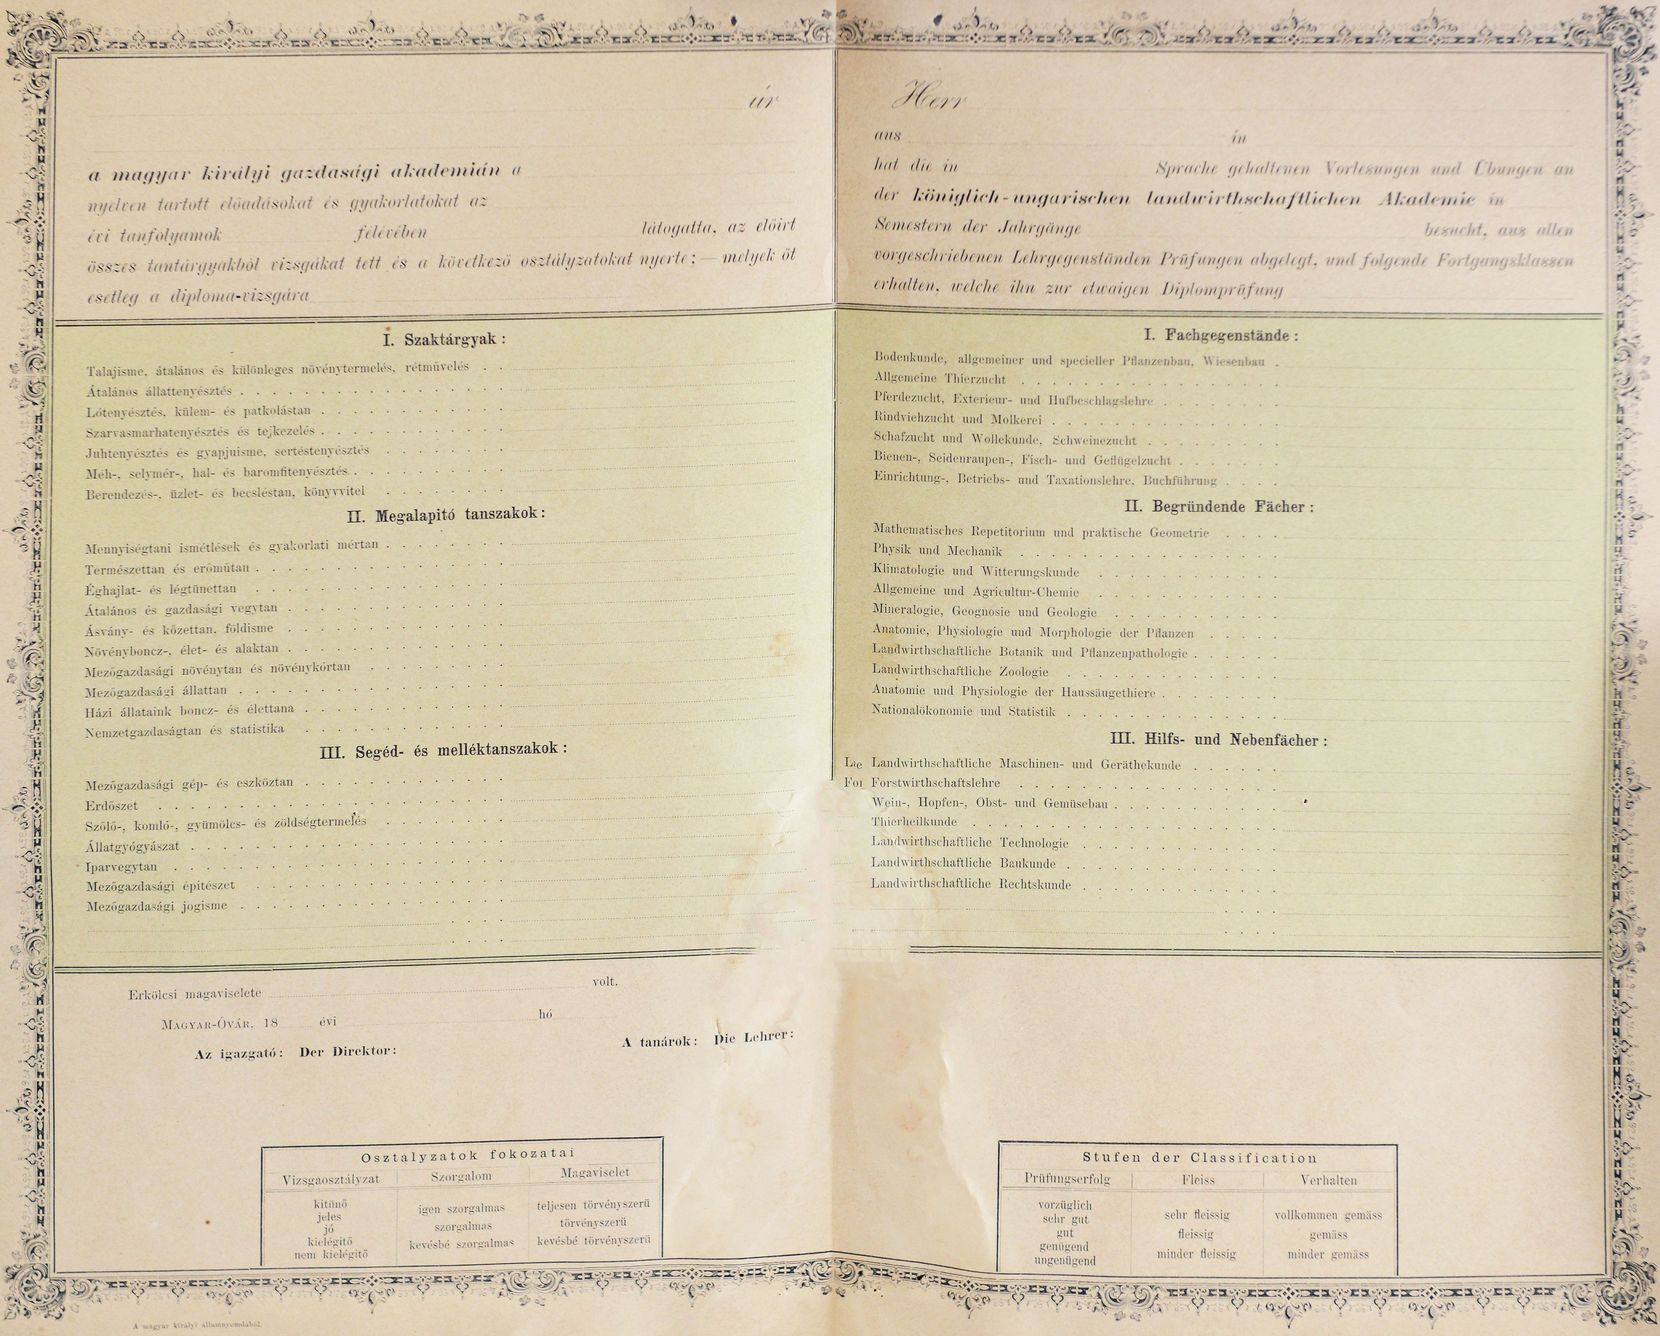 úr
a magyar királyi gazdasági akademián a
nyelven tartott előadásokat és gyakorlatokat az
évi tanfolyamok félévében látogatta, az előirt
összes tantárgyakból vizsgákat tett és a következő osztályzatokat nyerte; — melyek őt
esetleg a diploma-vizsgára
I. Szaktárgyak:
Talajisme, átalános és különleges növénytermelés, rétmüvelés
Átalános állattenyésztés
Lótenyésztés, külem- és patkolástan
Szarvasmarhatenyésztés és tejkezelés
Juhtenyésztés és gyapjuisme, sertéstenyésztés
Méh-, selymér-, hal- és baromfitenyésztés
Berendezés-, üzlet- és becsléstan, könyvvitel
II. Megalapitó tanszakok:
Mennyiségtani ismétlések és gyakorlati mértan
Természettan és erőmütan
Éghajlat- és légtünettan
Átalános és gazdasági vegytan
Ásvány- és kőzettan, földisme
Növényboncz-, élet- és alaktan
Mezőgazdasági növénytan és növénykórtan
Mezőgazdasági állattan
Házi állataink boncz- és élettana
Nemzetgazdaságtan és statistika
III. Segéd- és melléktanszakok:
Mezőgazdasági gép- és eszköztan
Erdőszet
Szőlő-, komló-, gyümölcs- és zöldségtermelés
Állatgyógyászat
Iparvegytan
Mezőgazdasági épitészet
Mezőgazdasági jogisme
Erkölcsi magaviselete volt.
Magyar-Óvár, 18 évi hó
Az igazgató: Der Direktor: A tanárok: Die Lehrer:
Osztályzatok fokozatai
Vizsgaosztályzat Szorgalom Magaviselet
kitünő
jeles
jó
kielégitő
nem kielégitő
igen szorgalmas
szorgalmas
kevésbé szorgalmas
teljesen törvényszerü
törvényszerü
kevésbé törvényszerü
A magyar királyi államnyomdából.
Herr
aus in
hat die in Sprache gehaltenen Vorlesungen und Übungen an
der königlich-ungarischen landwirthschaftlichen Akademie in
Semestern der Jahrgänge besucht, aus allen
vorgeschriebenen Lehrgegenständen Prüfungen abgelegt, und folgende Fortgangsklassen
erhalten, welche ihn zur etwaigen Diplomprüfung
I. Fachgegenstände:
Bodenkunde, allgemeiner und specieller Pflanzenbau, Wiesenbau
Allgemeine Thierzucht
Pferdezucht, Exterieur- und Hufbeschlagslehre
Rindviehzucht und Molkerei
Schafzucht und Wollekunde, Schweinezucht
Bienen-, Seidenraupen-, Fisch- und Geflügelzucht
Einrichtung-, Betriebs- und Taxationslehre, Buchführung
II. Begründende Fächer:
Mathematisches Repetitorium und praktische Geometrie
Physik und Mechanik
Klimatologie und Witterungskunde
Allgemeine und Agricultur-Chemie
Mineralogie, Geognosie und Geologie
Anatomie, Physiologie und Morphologie der Pflanzen
Landwirthschaftliche Botanik und Pflanzenpathologie
Landwirthschaftliche Zoologie
Anatomie und Physiologie der Haussäugethiere
Nationalökonomie und Statistik
III. Hilfs- und Nebenfächer:
Landwirthschaftliche Maschinen- und Geräthekunde
Forstwirthschaftslehre
Wein-, Hopfen-, Obst- und Gemüsebau
Thierheilkunde
Landwirthschaftliche Technologie
Landwirthschaftliche Baukunde
Landwirthschaftliche Rechtskunde
Stufen der Classification
Prüfungserfolg Fleiss Verhalten
vorzüglich
sehr gut
gut
genügend
ungenügend
sehr fleissig
fleissig
minder fleissig
vollkommen gemäss
gemäss
minder gemäss